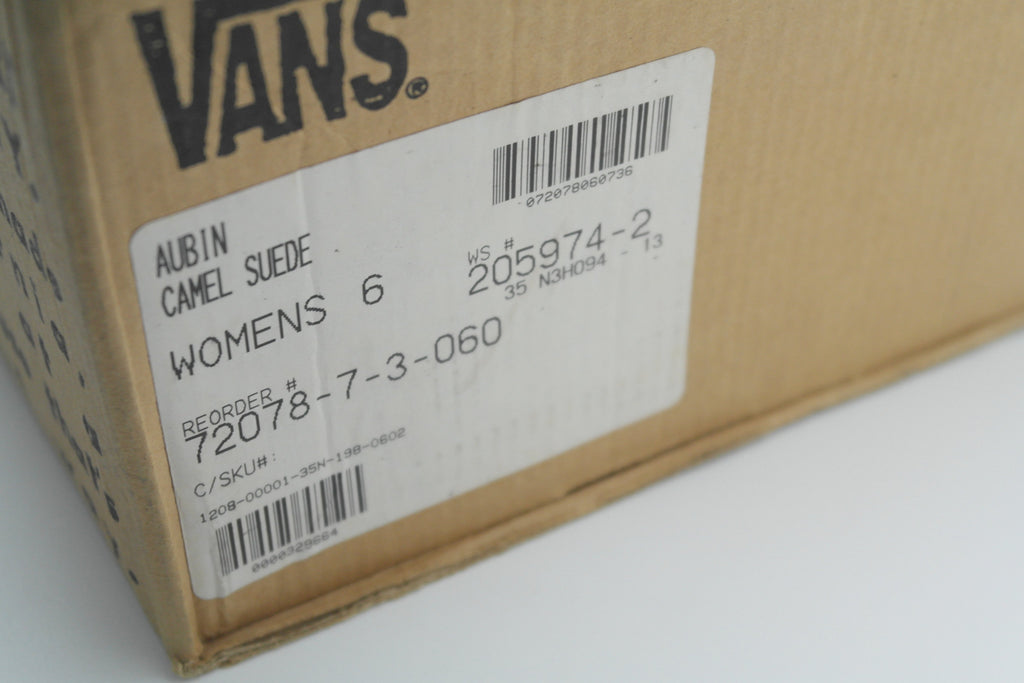 VANS®
072078060736
AUBIN
CAMEL SUEDE
WS #
205974-2
35 N3H094 - 13
WOMENS 6
REORDER #
72078-7-3-060
C/SKU#:
1208-00001-35N-198-0602
0000329664